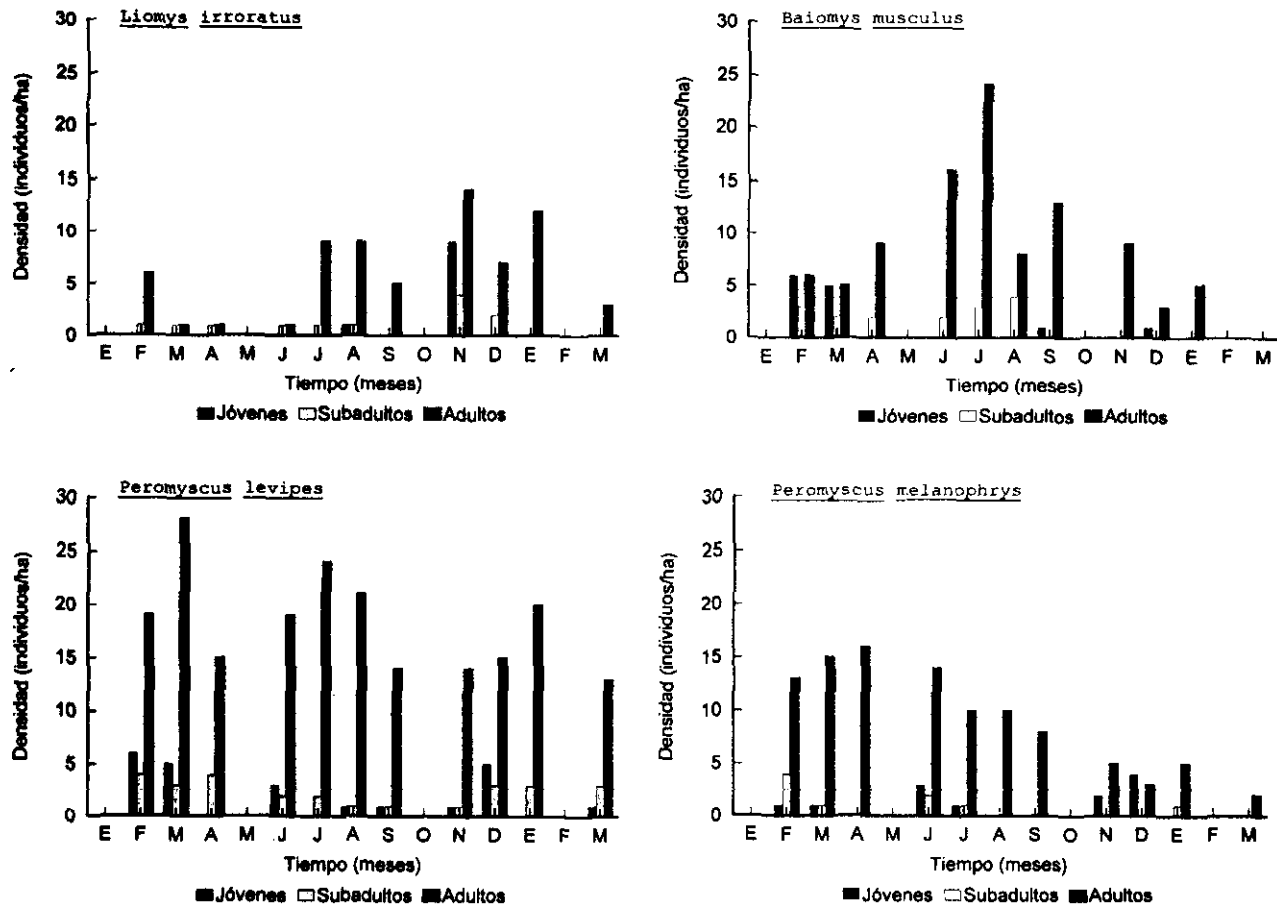 Liomys irroratus
30
25
20
15
10
5
0
Densidad (individuos/ha)
E F M A M J J A S O N D E F M
Tiempo (meses)
Jóvenes Subadultos Adultos
Baiomys musculus
30
25
20
15
10
5
0
Densidad (individuos/ha)
E F M A M J J A S O N D E F M
Tiempo (meses)
Jóvenes Subadultos Adultos
Peromyscus levipes
30
25
20
15
10
5
0
Densidad (individuos/ha)
E F M A M J J A S O N D E F M
Tiempo (meses)
Jóvenes Subadultos Adultos
Peromyscus melanophrys
30
25
20
15
10
5
0
Densidad (individuos/ha)
E F M A M J J A S O N D E F M
Tiempo (meses)
Jóvenes Subadultos Adultos